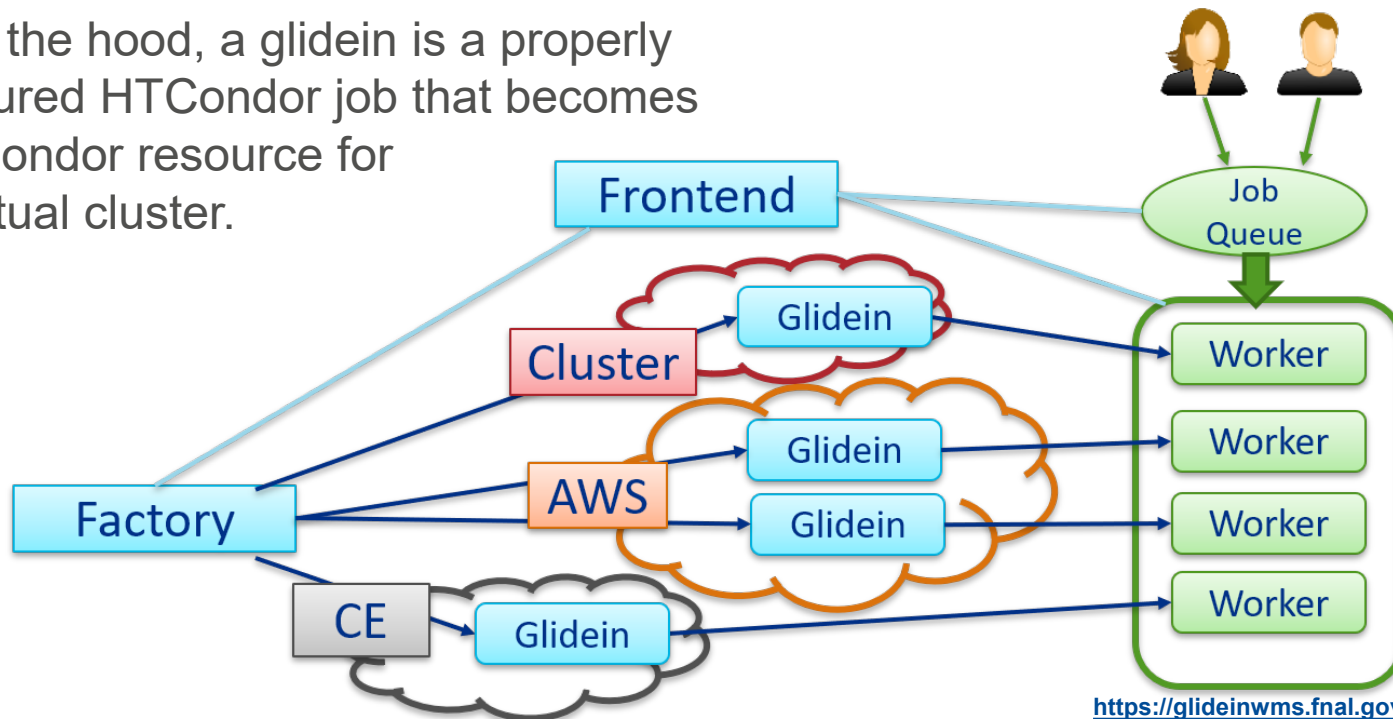 the hood, a glidein is a properly
ured HTCondor job that becomes
ondor resource for
tual cluster.
Frontend
Job
Queue
Glidein
Cluster
Worker
Glidein
Worker
AWS
Factory
Glidein
Worker
CE
Glidein
Worker
https://glideinwms.fnal.gov